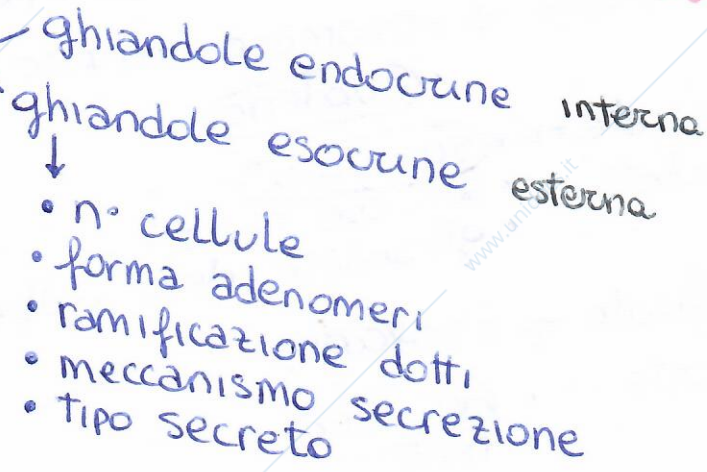 - ghiandole endocrine interna
ghiandole esocrine esterna
↓
• n° cellule
• forma adenomeri
• ramificazione dotti
• meccanismo secrezione
• tipo secreto